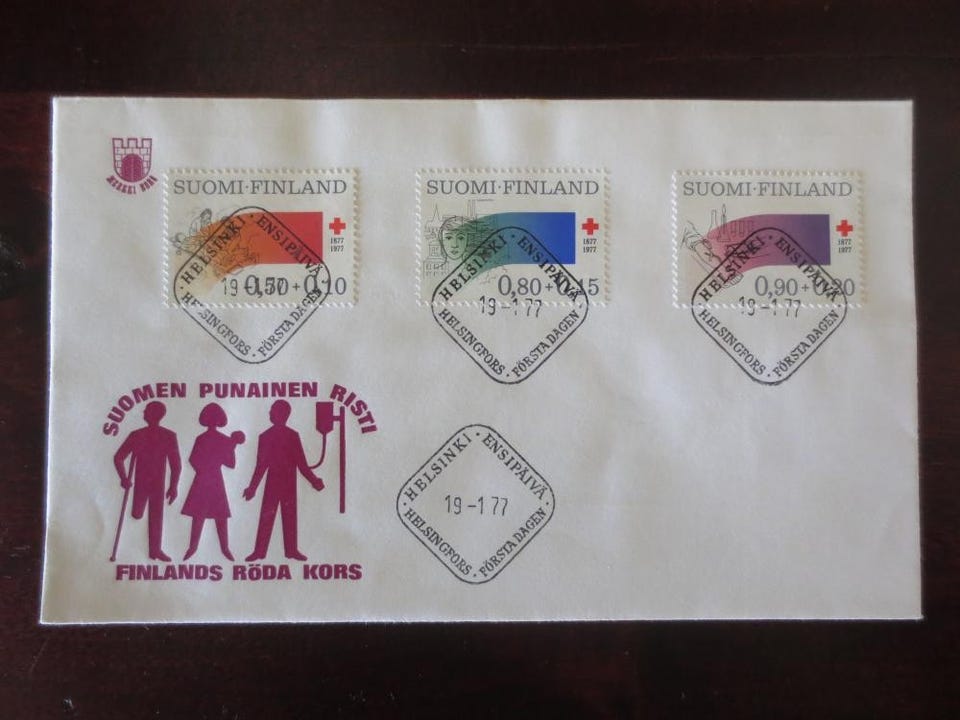 SUOMI·FINLAND
1877
1977
0,50+0,10
HELSINKI · ENSIPÄIVÄ
19-1 77
HELSINGFORS · FÖRSTA DAGEN
SUOMI·FINLAND
1877
1977
0,80+0,15
HELSINKI · ENSIPÄIVÄ
19-1 77
HELSINGFORS · FÖRSTA DAGEN
SUOMI·FINLAND
1877
1977
0,90+0,20
HELSINKI · ENSIPÄIVÄ
19-1 77
HELSINGFORS · FÖRSTA DAGEN
SUOMEN PUNAINEN RISTI
FINLANDS RÖDA KORS
HELSINKI · ENSIPÄIVÄ
19-1 77
HELSINGFORS · FÖRSTA DAGEN